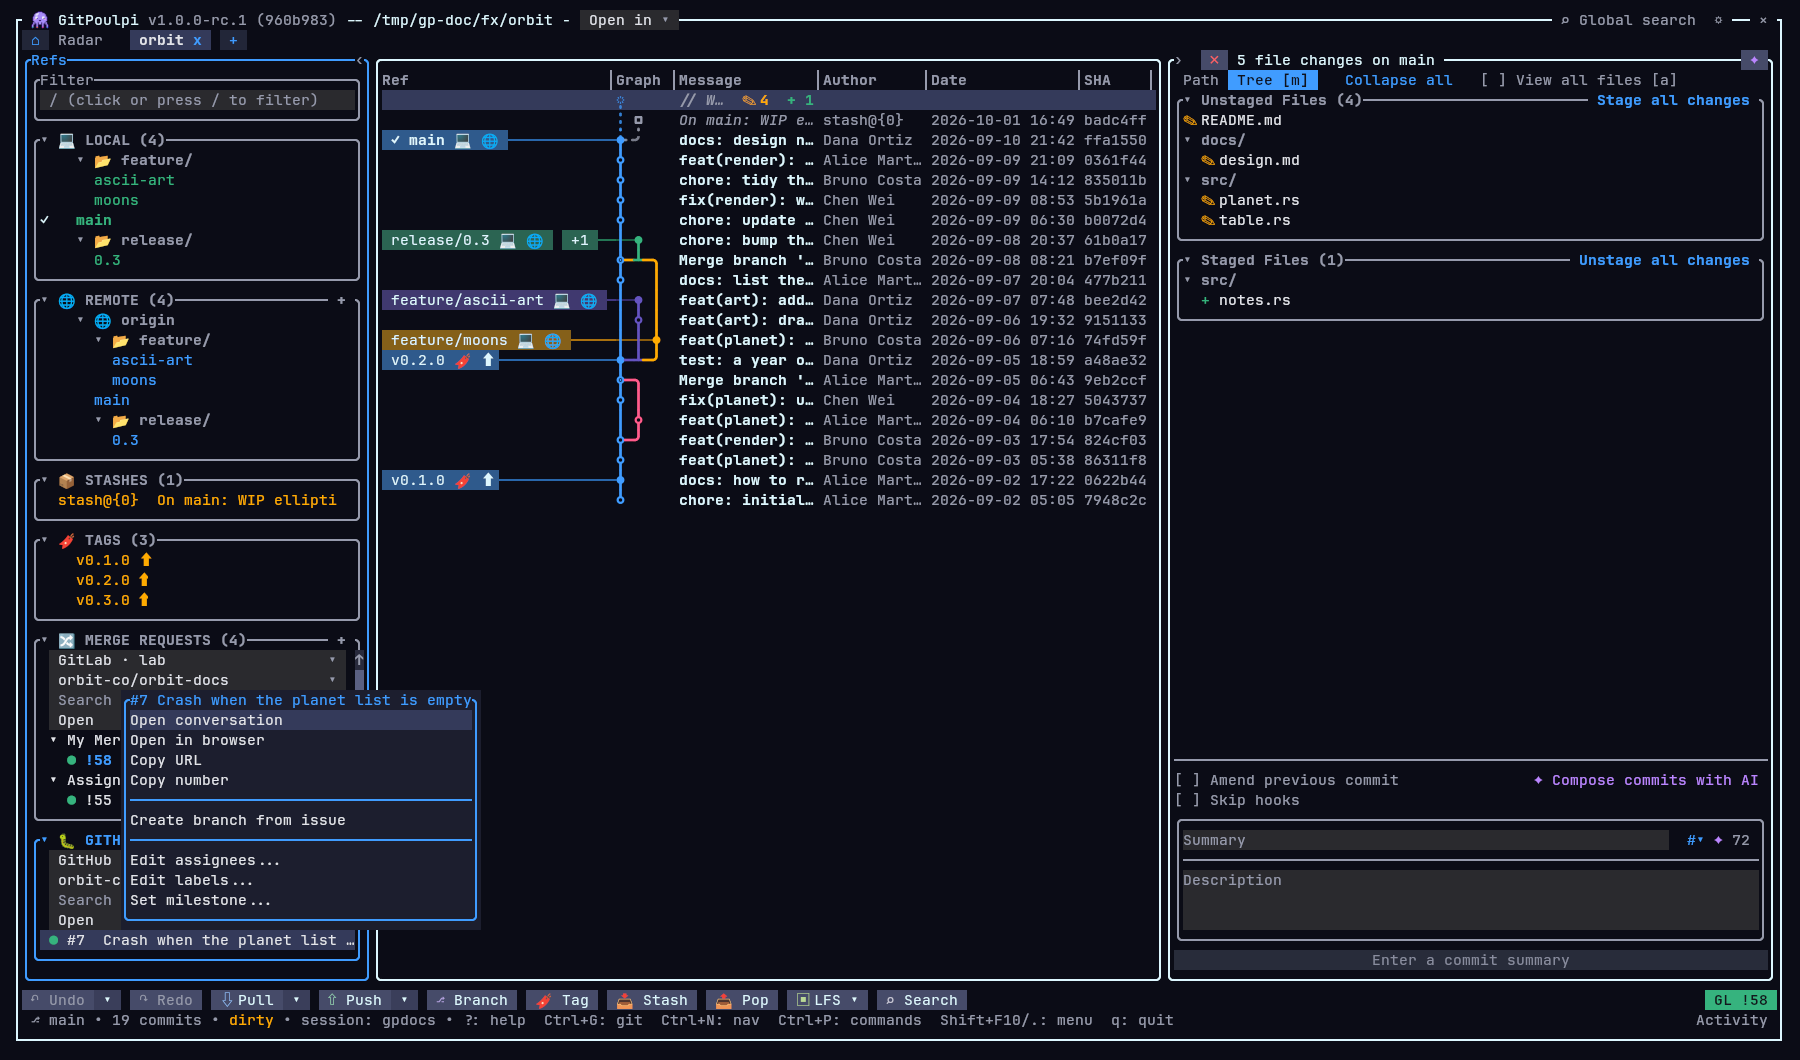 GitPoulpi v1.0.0-rc.1 (960b983) —— /tmp/gp-doc/fx/orbit - Open in ▾ ⌕ Global search ⚙ × 
⌂ Radar orbit x +
Refs ‹
Filter
/ (click or press / to filter)
▾ 💻 LOCAL (4)
▾ 📂 feature/
ascii-art
moons
✓ main
▾ 📂 release/
0.3
▾ 🌐 REMOTE (4) +
▾ 🌐 origin
▾ 📂 feature/
ascii-art
moons
main
▾ 📂 release/
0.3
▾ 📦 STASHES (1)
stash@{0} On main: WIP ellipti
▾ 🔖 TAGS (3)
v0.1.0 ⬆
v0.2.0 ⬆
v0.3.0 ⬆
▾ 🔀 MERGE REQUESTS (4) +
GitLab · lab ▾
orbit-co/orbit-docs ▾
Search
Open
▾ My Mer
● !58
▾ Assign
● !55
▾ 🐛 GITH
GitHub
orbit-c
Search
Open
● #7 Crash when the planet list …
#7 Crash when the planet list is empty
Open conversation
Open in browser
Copy URL
Copy number
Create branch from issue
Edit assignees...
Edit labels...
Set milestone...
Ref Graph Message Author Date SHA
// W… ✎ 4 + 1
On main: WIP e… stash@{0} 2026-10-01 16:49 badc4ff
✓ main 💻 🌐 docs: design n… Dana Ortiz 2026-09-10 21:42 ffa1550
feat(render): … Alice Mart… 2026-09-09 21:09 0361f44
chore: tidy th… Bruno Costa 2026-09-09 14:12 835011b
fix(render): w… Chen Wei 2026-09-09 08:53 5b1961a
chore: update … Chen Wei 2026-09-09 06:30 b0072d4
release/0.3 💻 🌐 +1 chore: bump th… Chen Wei 2026-09-08 20:37 61b0a17
Merge branch '… Bruno Costa 2026-09-08 08:21 b7ef09f
docs: list the… Alice Mart… 2026-09-07 20:04 477b211
feature/ascii-art 💻 🌐 feat(art): add… Dana Ortiz 2026-09-07 07:48 bee2d42
feat(art): dra… Dana Ortiz 2026-09-06 19:32 9151133
feature/moons 💻 🌐 feat(planet): … Bruno Costa 2026-09-06 07:16 74fd59f
v0.2.0 🔖 ⬆ test: a year o… Dana Ortiz 2026-09-05 18:59 a48ae32
Merge branch '… Alice Mart… 2026-09-05 06:43 9eb2ccf
fix(planet): u… Chen Wei 2026-09-04 18:27 5043737
feat(planet): … Alice Mart… 2026-09-04 06:10 b7cafe9
feat(render): … Bruno Costa 2026-09-03 17:54 824cf03
feat(planet): … Bruno Costa 2026-09-03 05:38 86311f8
v0.1.0 🔖 ⬆ docs: how to r… Alice Mart… 2026-09-02 17:22 0622b44
chore: initial… Alice Mart… 2026-09-02 05:05 7948c2c
› ✕ 5 file changes on main ✦
Path Tree [m] Collapse all [ ] View all files [a]
▾ Unstaged Files (4) Stage all changes
✎ README.md
▾ docs/
✎ design.md
▾ src/
✎ planet.rs
✎ table.rs
▾ Staged Files (1) Unstage all changes
▾ src/
+ notes.rs
[ ] Amend previous commit ✦ Compose commits with AI
[ ] Skip hooks
Summary #▾ ✦ 72
Description
Enter a commit summary
↶ Undo ▾ ↷ Redo ⇩ Pull ▾ ⇧ Push ▾ ⎇ Branch 🔖 Tag 📥 Stash 📤 Pop ▣ LFS ▾ ⌕ Search GL !58
⎇ main • 19 commits • dirty • session: gpdocs • ?: help Ctrl+G: git Ctrl+N: nav Ctrl+P: commands Shift+F10/.: menu q: quit Activity